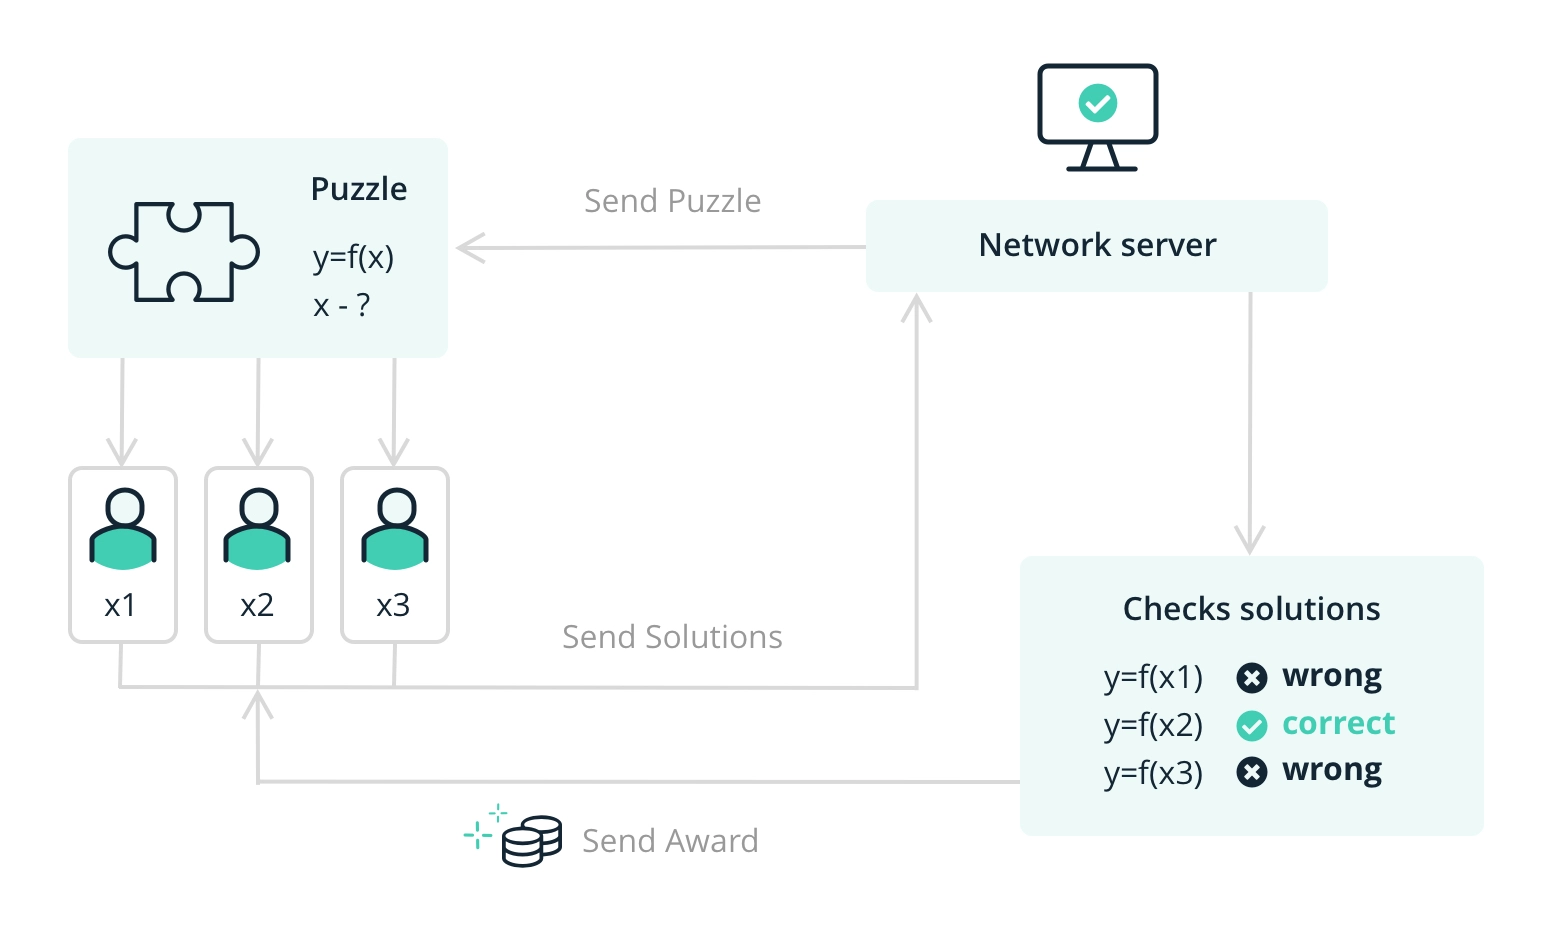 Puzzle
y=f(x)
x - ?
Send Puzzle
Network server
x1
x2
x3
Send Solutions
Checks solutions
y=f(x1) wrong
y=f(x2) correct
y=f(x3) wrong
Send Award